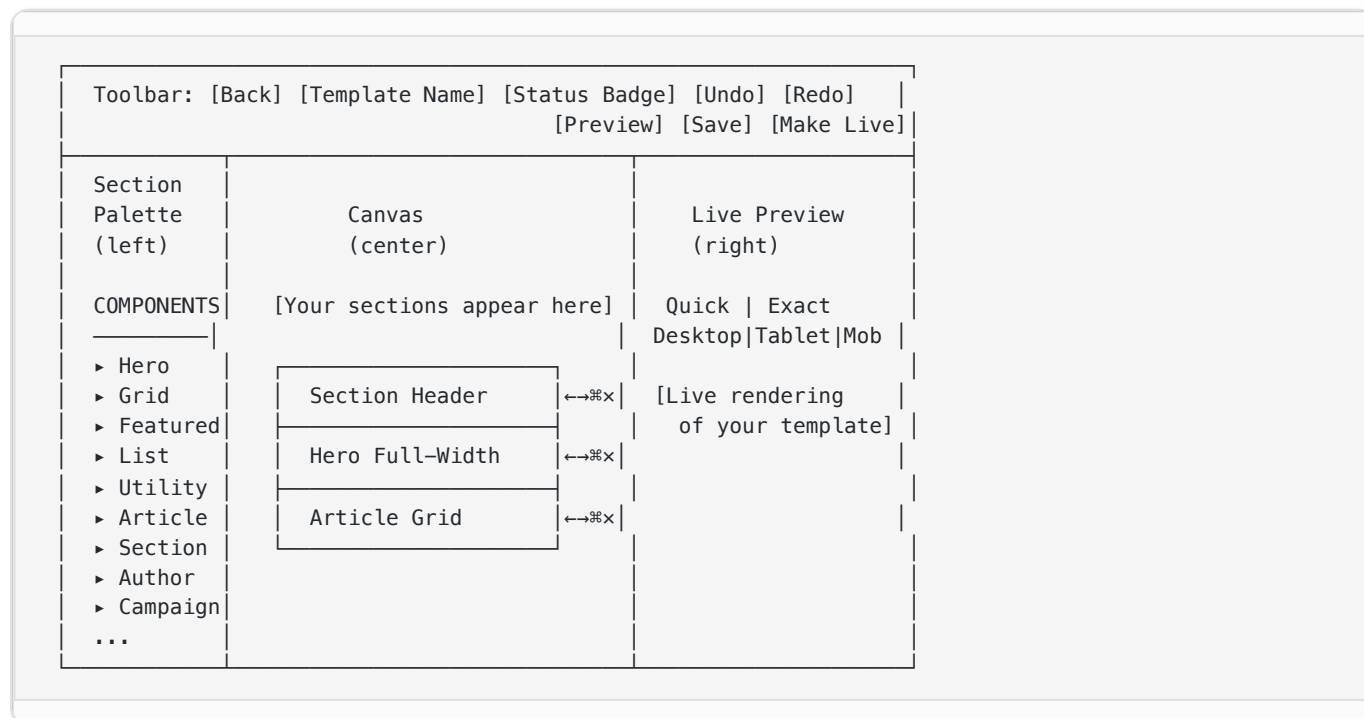 Toolbar: [Back] [Template Name] [Status Badge] [Undo] [Redo]
[Preview] [Save] [Make Live]
Section
Palette Canvas Live Preview
(left) (center) (right)
COMPONENTS [Your sections appear here] Quick | Exact
Desktop|Tablet|Mob
▸ Hero
▸ Grid Section Header ←→⌘× [Live rendering
▸ Featured of your template]
▸ List Hero Full-Width ←→⌘×
▸ Utility
▸ Article Article Grid ←→⌘×
▸ Section
▸ Author
▸ Campaign
...